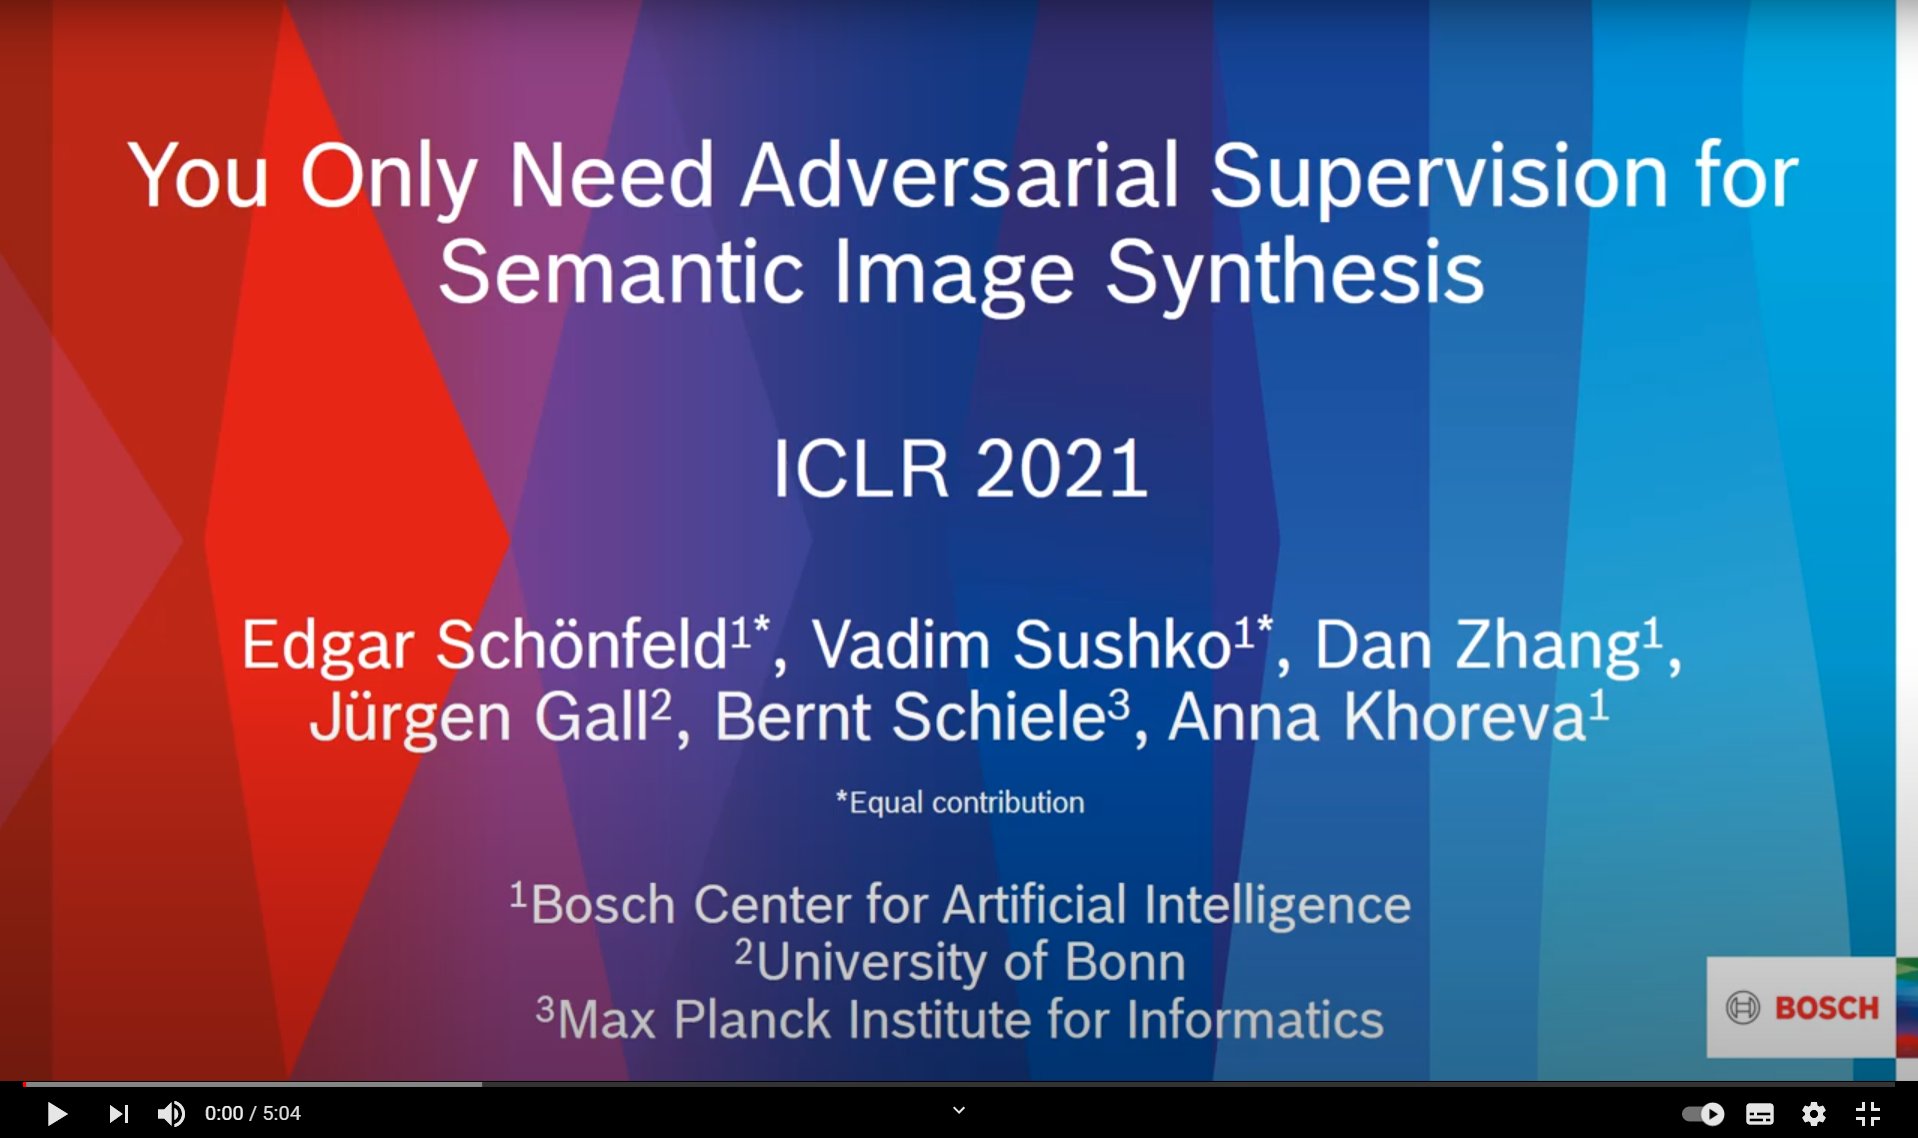 You Only Need Adversarial Supervision for
Semantic Image Synthesis
ICLR 2021
Edgar Schönfeld¹*, Vadim Sushko¹*, Dan Zhang¹,
Jürgen Gall², Bernt Schiele³, Anna Khoreva¹
*Equal contribution
¹Bosch Center for Artificial Intelligence
²University of Bonn
³Max Planck Institute for Informatics
BOSCH
0:00 / 5:04